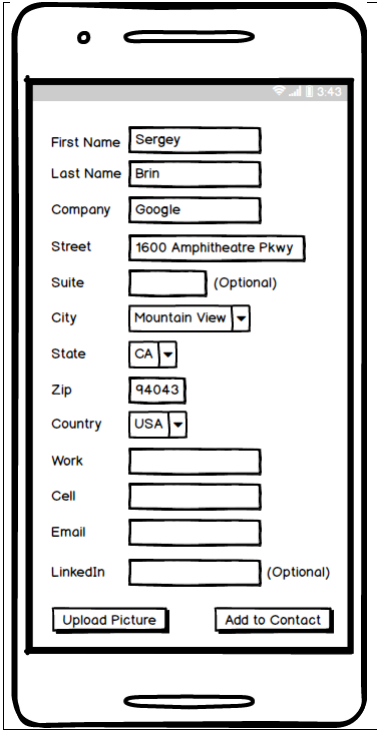 3:43
First Name Sergey
Last Name Brin
Company Google
Street 1600 Amphitheatre Pkwy
Suite (Optional)
City Mountain View
State CA
Zip 94043
Country USA
Work
Cell
Email
LinkedIn (Optional)
Upload Picture Add to Contact